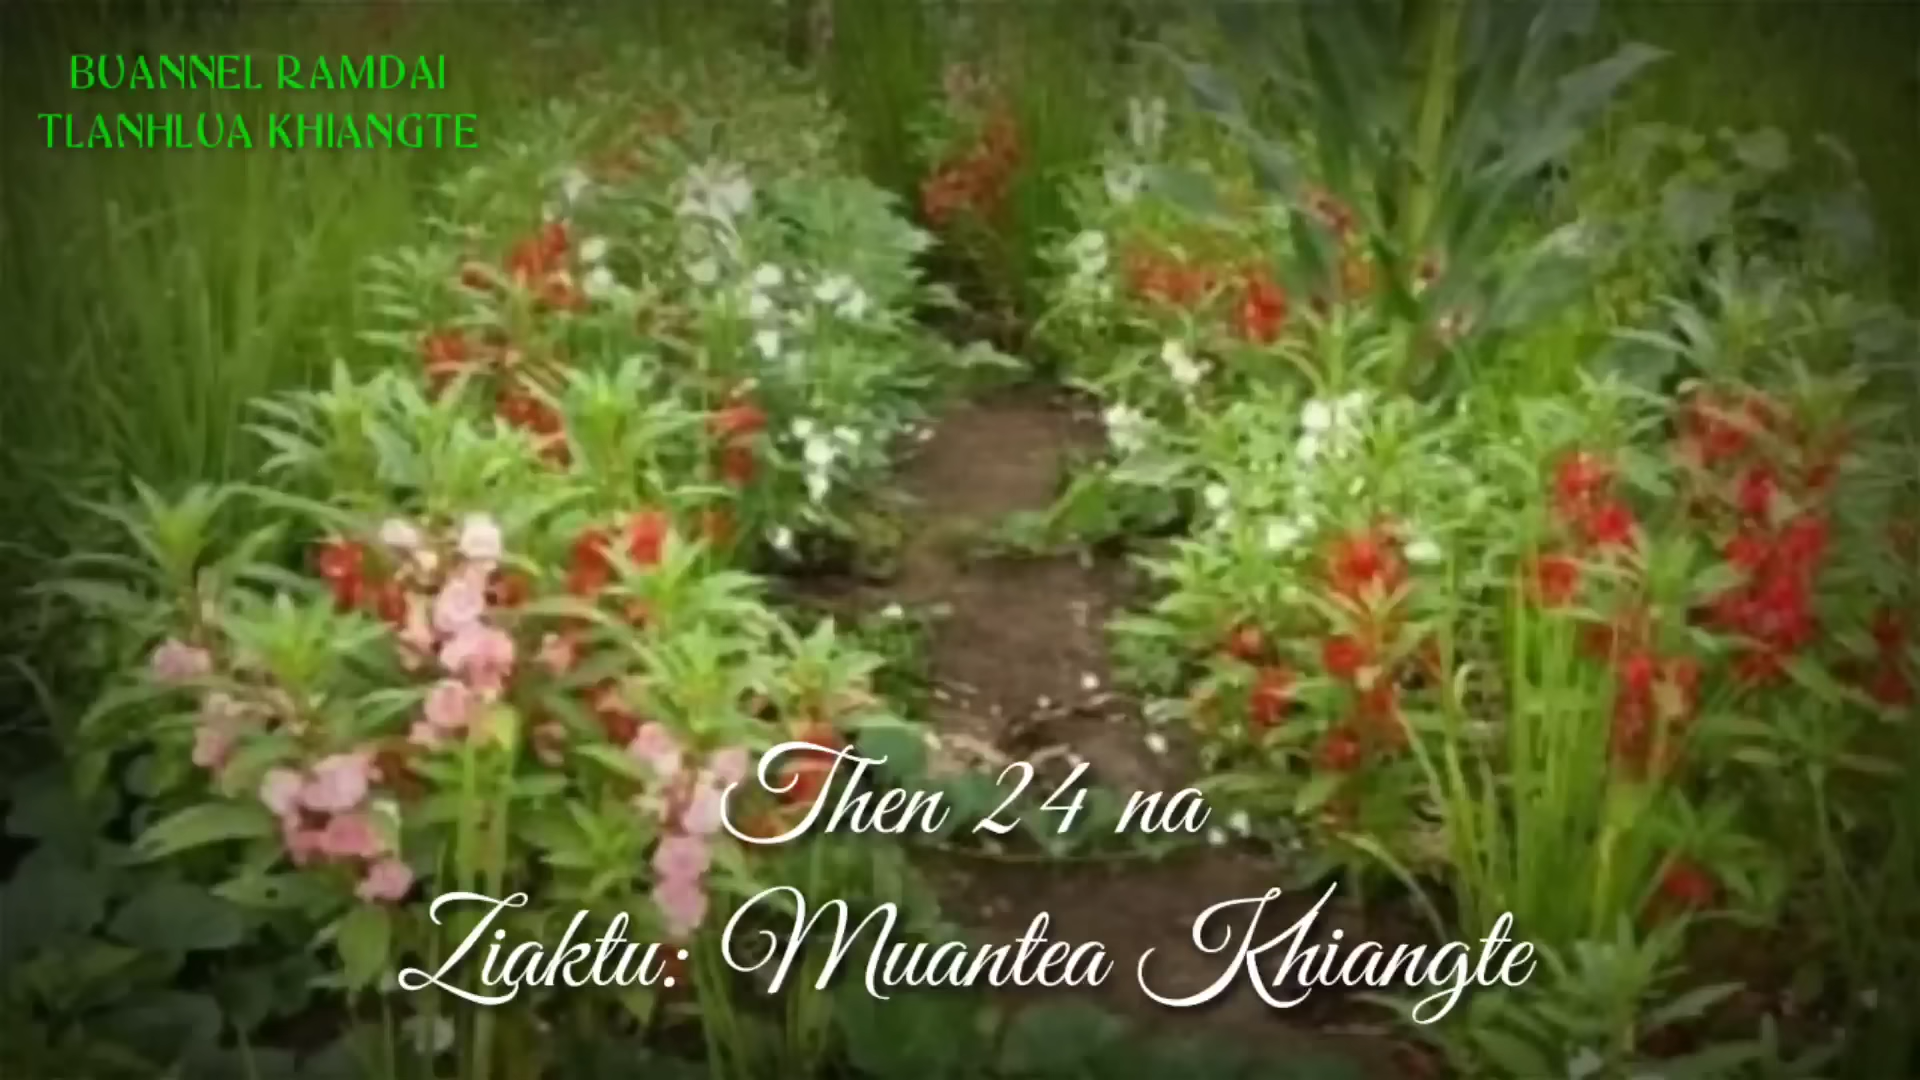 BUANNEL RAMDAI
TLANHLUA KHIANGTE
Then 24 na
Ziaktu: Muantea Khiangte